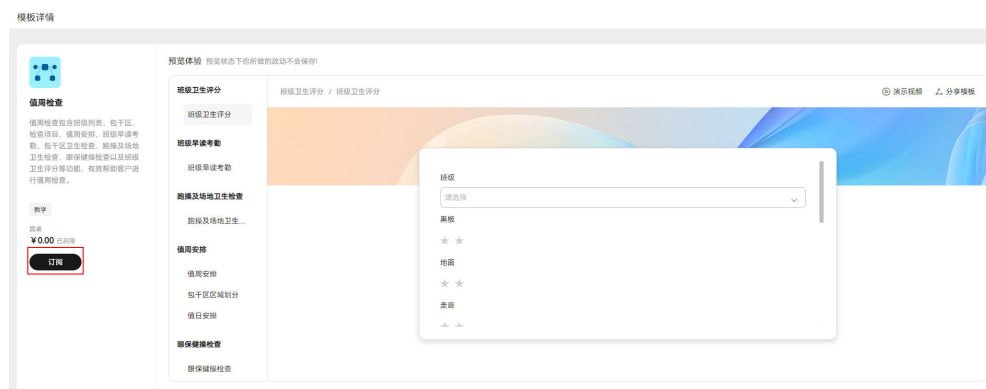 模板详情
值周检查
值周检查包含班级列表、包干区、
检查项目、值周安排、班级早读考
勤、包干区卫生检查、跑操及场地
卫生检查、眼保健操检查以及班级
卫生评分等功能，有效帮助客户进
行值周检查。
教学
圆桌
¥0.00 已启用
订阅
预览体验 预览状态下你所做的改动不会保存!
班级卫生评分
班级卫生评分
班级早读考勤
班级早读考勤
跑操及场地卫生检查
跑操及场地卫生...
值周安排
值周安排
包干区区域划分
值日安排
眼保健操检查
眼保健操检查
班级卫生评分 / 班级卫生评分
演示视频 分享模板
班级
请选择
黑板
地面
走廊